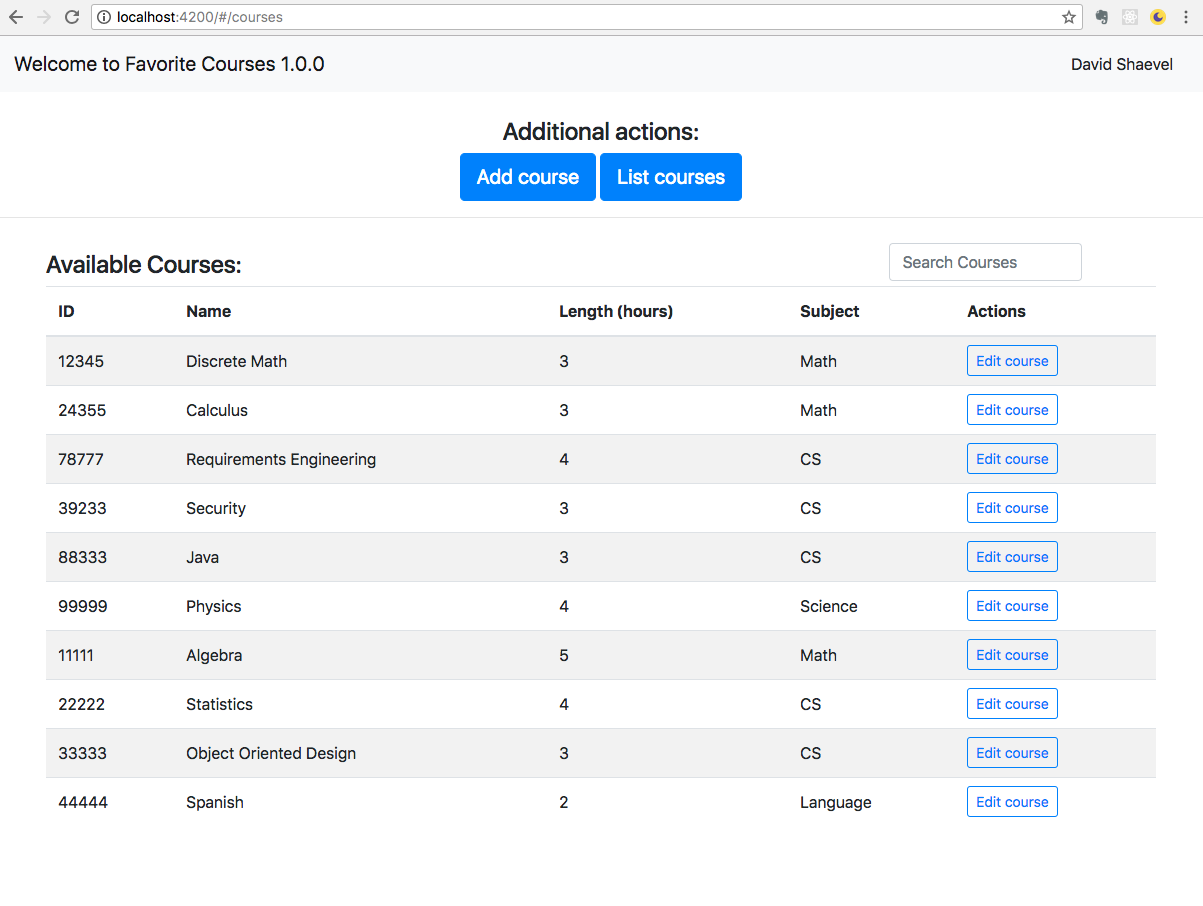 localhost:4200/#/courses
Welcome to Favorite Courses 1.0.0 David Shaevel
Additional actions:
Add course List courses
Available Courses: Search Courses
ID Name Length (hours) Subject Actions
12345 Discrete Math 3 Math Edit course
24355 Calculus 3 Math Edit course
78777 Requirements Engineering 4 CS Edit course
39233 Security 3 CS Edit course
88333 Java 3 CS Edit course
99999 Physics 4 Science Edit course
11111 Algebra 5 Math Edit course
22222 Statistics 4 CS Edit course
33333 Object Oriented Design 3 CS Edit course
44444 Spanish 2 Language Edit course